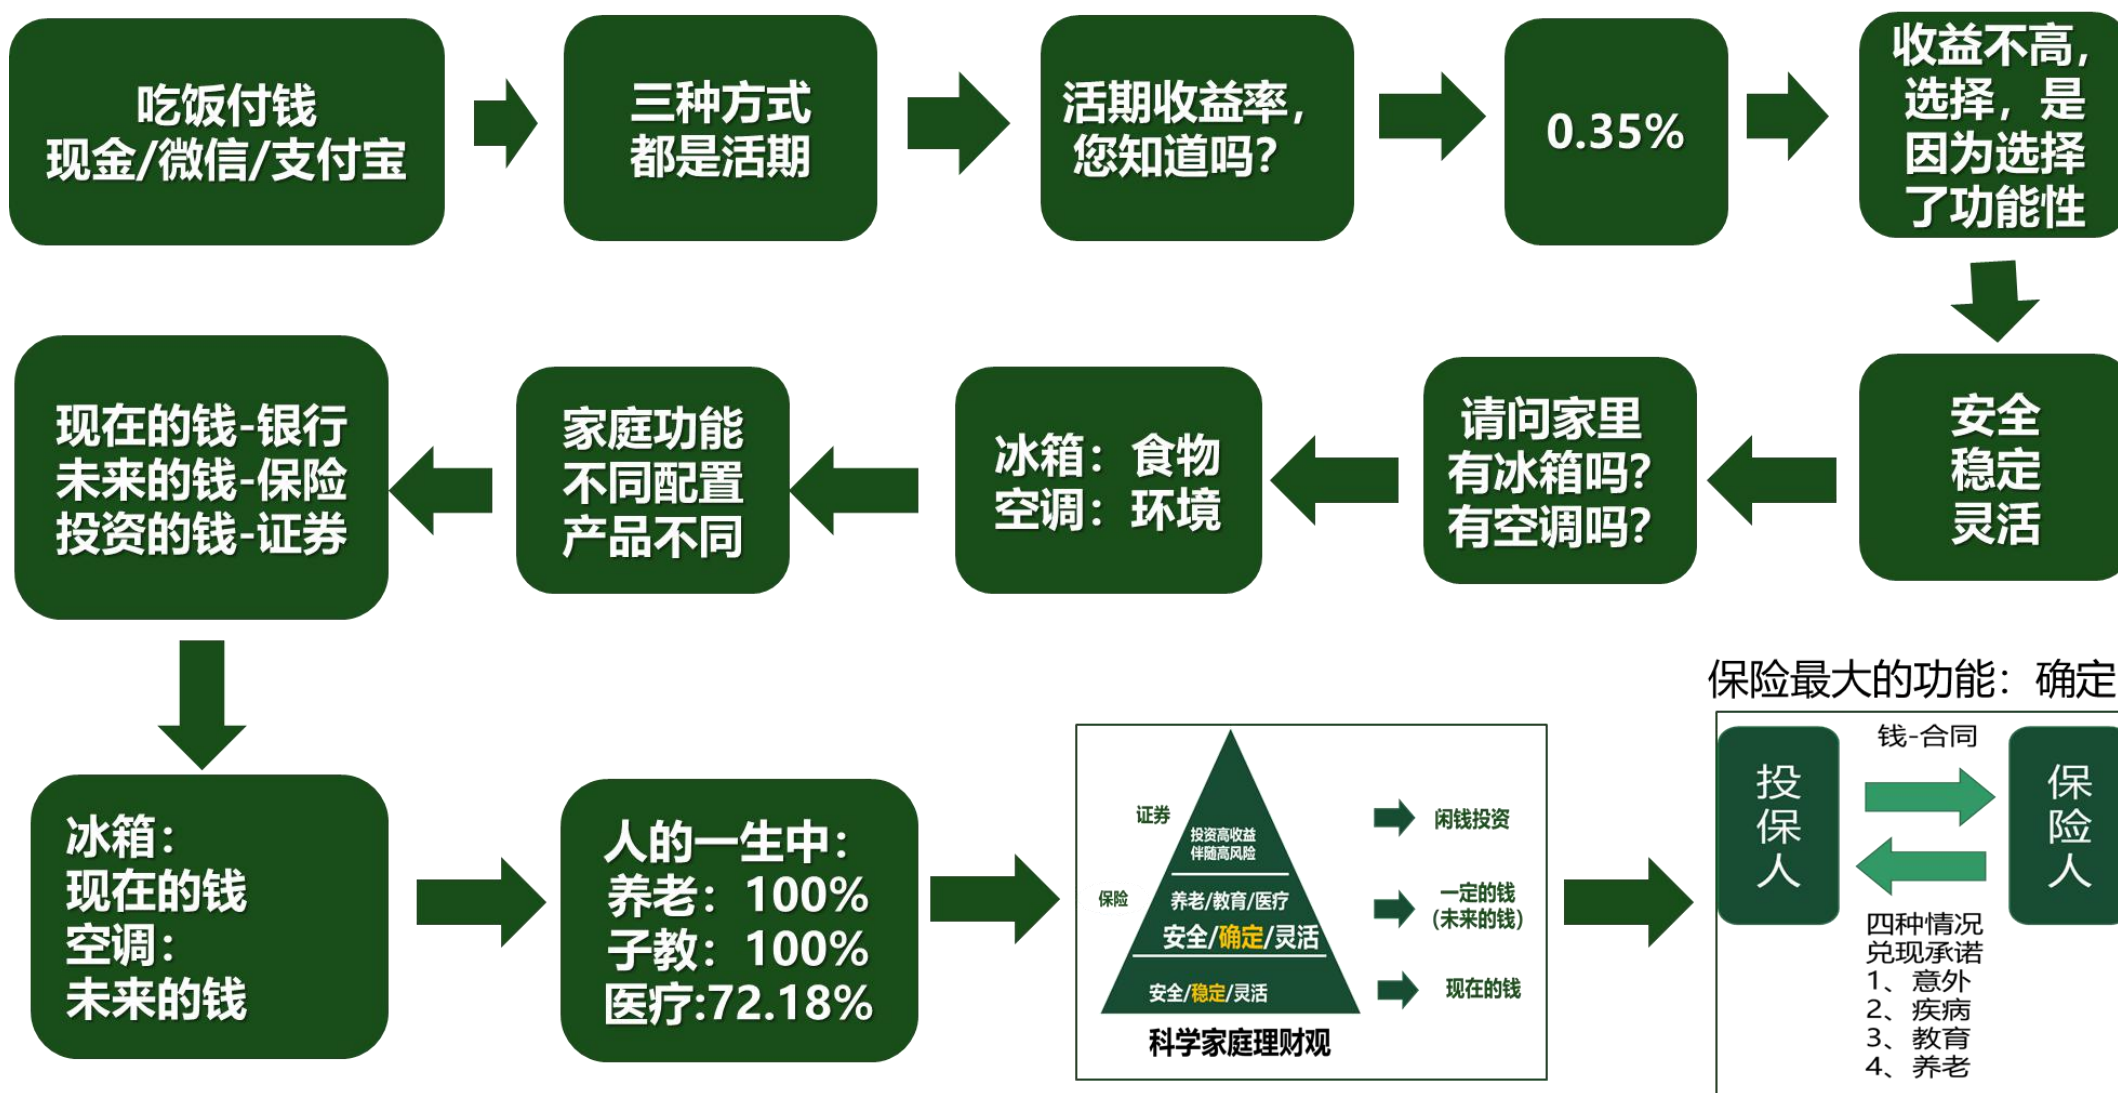 吃饭付钱
现金/微信/支付宝
三种方式
都是活期
活期收益率，
您知道吗？
0.35%
收益不高，
选择，是
因为选择
了功能性
安全
稳定
灵活
请问家里
有冰箱吗？
有空调吗？
冰箱：食物
空调：环境
家庭功能
不同配置
产品不同
现在的钱-银行
未来的钱-保险
投资的钱-证券
冰箱：
现在的钱
空调：
未来的钱
人的一生中：
养老：100%
子教：100%
医疗:72.18%
证券
投资高收益
伴随高风险
闲钱投资
保险
养老/教育/医疗
安全/确定/灵活
一定的钱
（未来的钱）
安全/稳定/灵活
现在的钱
科学家庭理财观
保险最大的功能：确定
投保人
钱-合同
保险人
四种情况
兑现承诺
1、意外
2、疾病
3、教育
4、养老